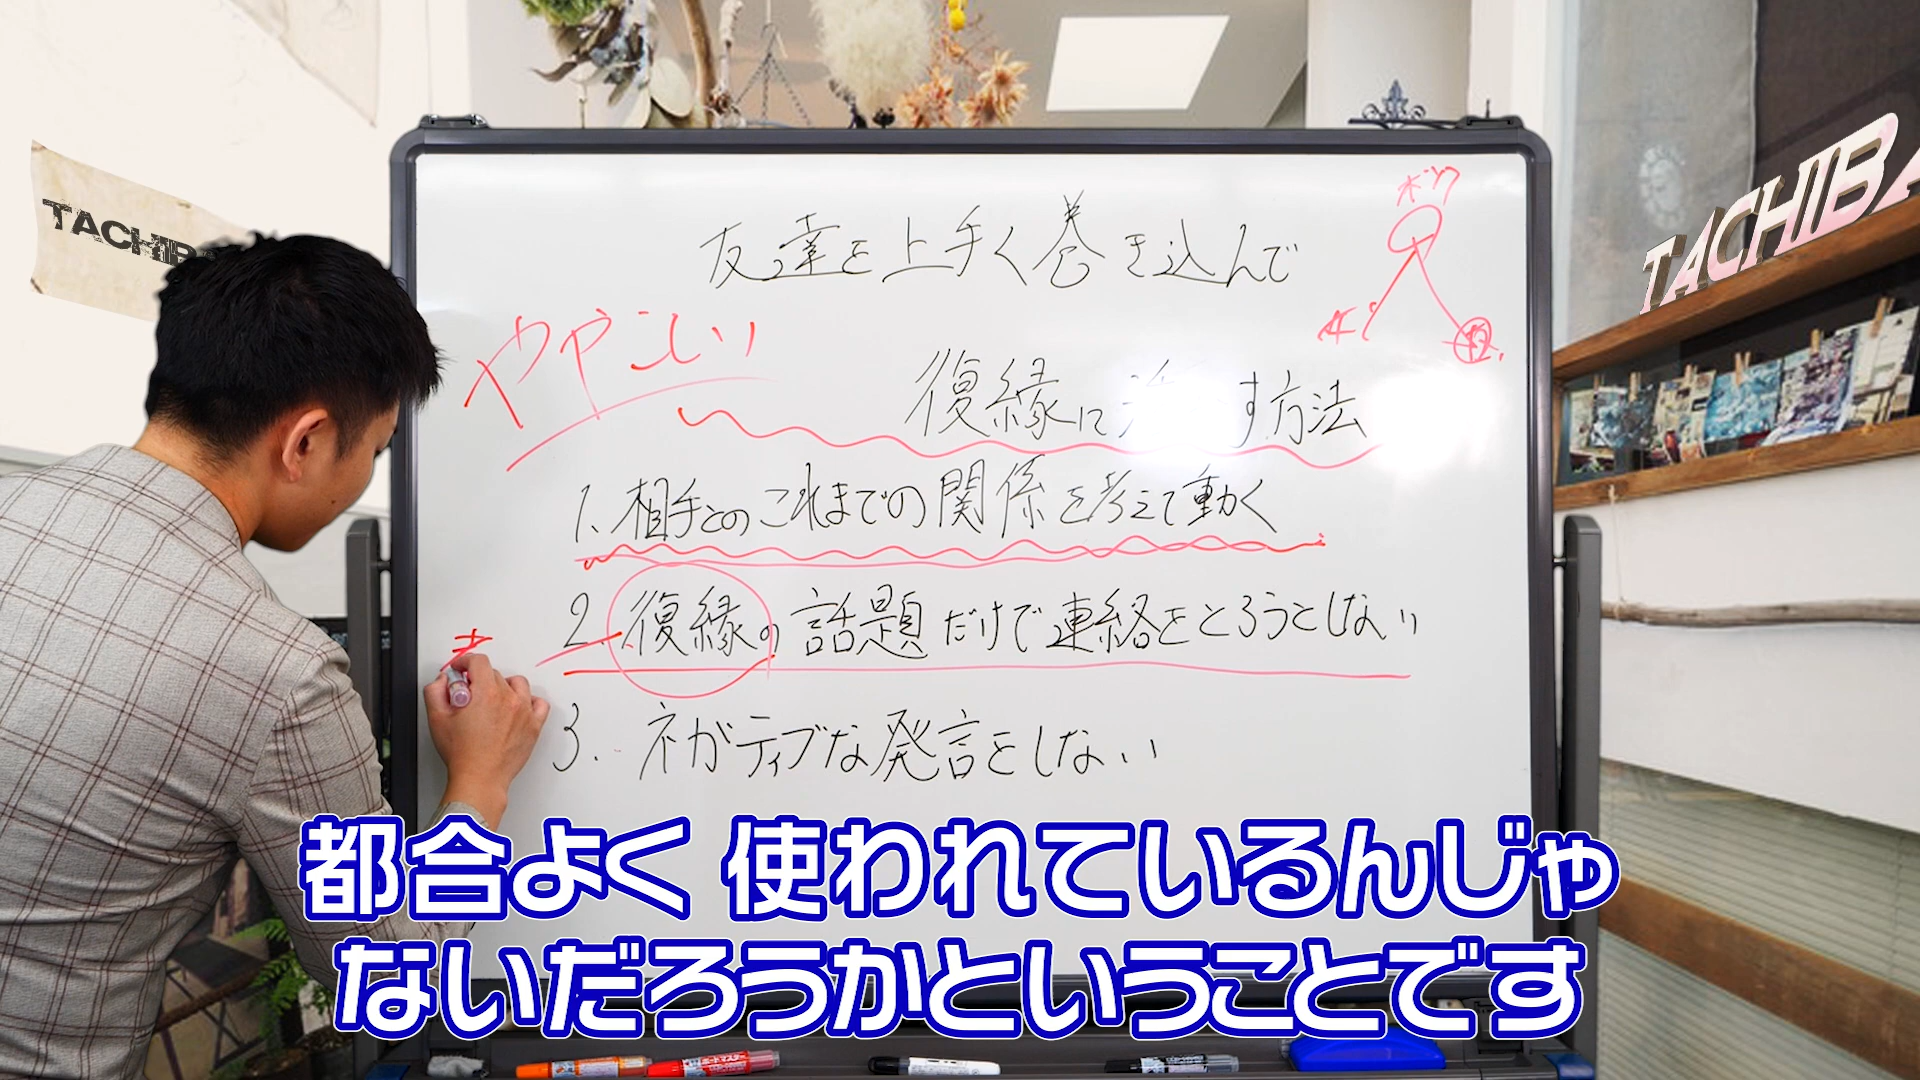 TACHIBA
TACHIBA
友達を上手く巻き込んで
ややこしい
復縁に
す方法
1.相手とのこれまでの関係を考えて動く
2.復縁の話題だけで連絡をとろうとしない
3.ネガティブな発言をしない
都合よく 使われているんじゃ
ないだろうかということです